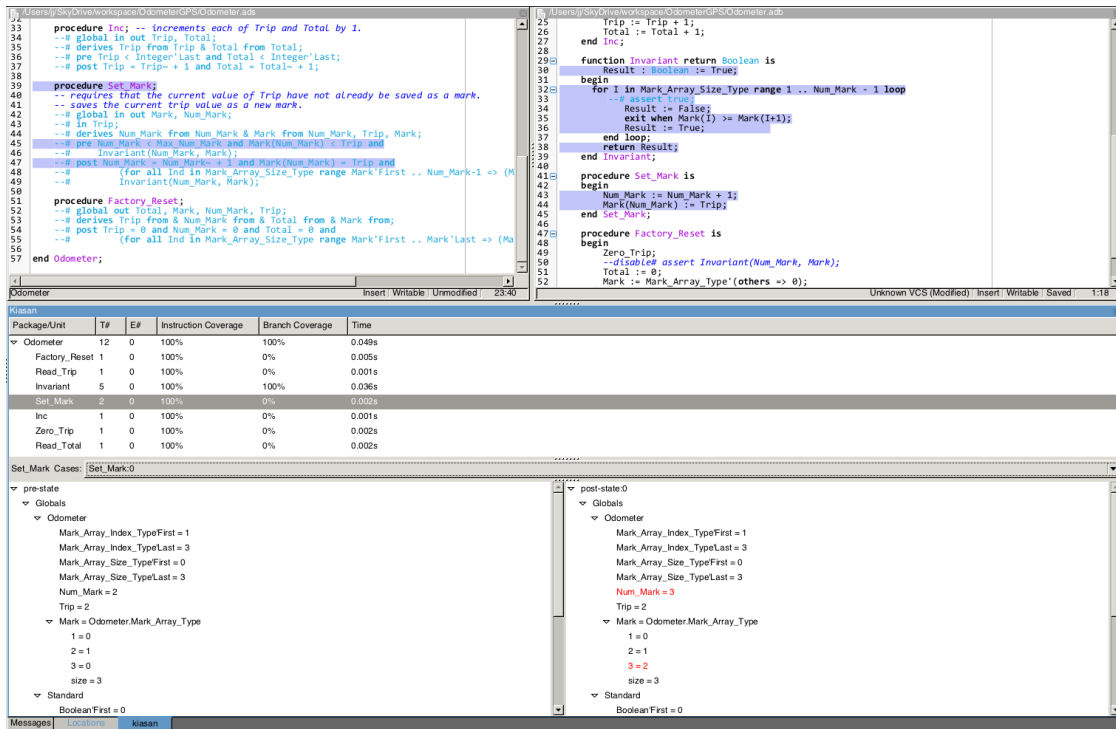 /Users/jj/SkyDrive/workspace/OdometerGPS/Odometer.ads
32
33 procedure Inc; -- increments each of Trip and Total by 1.
34 --# global in out Trip, Total;
35 --# derives Trip from Trip & Total from Total;
36 --# pre Trip < Integer'Last and Total < Integer'Last;
37 --# post Trip = Trip~ + 1 and Total = Total~ + 1;
38
39 procedure Set_Mark;
40 -- requires that the current value of Trip have not already be saved as a mark.
41 -- saves the current trip value as a new mark.
42 --# global in out Mark, Num_Mark;
43 --# in Trip;
44 --# derives Num_Mark from Num_Mark & Mark from Num_Mark, Trip, Mark;
45 --# pre Num_Mark < Max_Num_Mark and Mark(Num_Mark) < Trip and
46 --# Invariant(Num_Mark, Mark);
47 --# post Num_Mark = Num_Mark~ + 1 and Mark(Num_Mark) = Trip and
48 --# (for all Ind in Mark_Array_Size_Type range Mark'First .. Num_Mark-1 => (M
49 --# Invariant(Num_Mark, Mark);
50
51 procedure Factory_Reset;
52 --# global out Total, Mark, Num_Mark, Trip;
53 --# derives Trip from & Num_Mark from & Total from & Mark from;
54 --# post Trip = 0 and Num_Mark = 0 and Total = 0 and
55 --# (for all Ind in Mark_Array_Size_Type range Mark'First .. Mark'Last => (Ma
56
57 end Odometer;
Odometer Insert Writable Unmodified 23:40
/Users/jj/SkyDrive/workspace/OdometerGPS/Odometer.adb
25 Trip := Trip + 1;
26 Total := Total + 1;
27 end Inc;
28
29 function Invariant return Boolean is
30 Result : Boolean := True;
31 begin
32 for I in Mark_Array_Size_Type range 1 .. Num_Mark - 1 loop
33 --# assert true;
34 Result := False;
35 exit when Mark(I) >= Mark(I+1);
36 Result := True;
37 end loop;
38 return Result;
39 end Invariant;
40
41 procedure Set_Mark is
42 begin
43 Num_Mark := Num_Mark + 1;
44 Mark(Num_Mark) := Trip;
45 end Set_Mark;
46
47 procedure Factory_Reset is
48 begin
49 Zero_Trip;
50 --disable# assert Invariant(Num_Mark, Mark);
51 Total := 0;
52 Mark := Mark_Array_Type'(others => 0);
Unknown VCS (Modified) Insert Writable Saved 1:18
Kiasan
Package/Unit T# E# Instruction Coverage Branch Coverage Time
Odometer 12 0 100% 100% 0.049s
Factory_Reset 1 0 100% 0% 0.005s
Read_Trip 1 0 100% 0% 0.001s
Invariant 5 0 100% 100% 0.036s
Set_Mark 2 0 100% 0% 0.002s
Inc 1 0 100% 0% 0.001s
Zero_Trip 1 0 100% 0% 0.002s
Read_Total 1 0 100% 0% 0.002s
Set_Mark Cases: Set_Mark:0
pre-state
Globals
Odometer
Mark_Array_Index_Type'First = 1
Mark_Array_Index_Type'Last = 3
Mark_Array_Size_Type'First = 0
Mark_Array_Size_Type'Last = 3
Num_Mark = 2
Trip = 2
Mark = Odometer.Mark_Array_Type
1 = 0
2 = 1
3 = 0
size = 3
Standard
Boolean'First = 0
post-state:0
Globals
Odometer
Mark_Array_Index_Type'First = 1
Mark_Array_Index_Type'Last = 3
Mark_Array_Size_Type'First = 0
Mark_Array_Size_Type'Last = 3
Num_Mark = 3
Trip = 2
Mark = Odometer.Mark_Array_Type
1 = 0
2 = 1
3 = 2
size = 3
Standard
Boolean'First = 0
Messages Locations kiasan